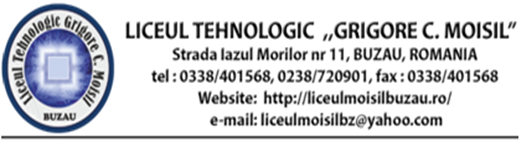 Liceul Tehnologic Grigore C. Moisil
BUZAU
LICEUL TEHNOLOGIC ,,GRIGORE C. MOISIL”
Strada Iazul Morilor nr 11, BUZAU, ROMANIA
tel : 0338/401568, 0238/720901, fax : 0338/401568
Website: http://liceulmoisilbuzau.ro/
e-mail: liceulmoisilbz@yahoo.com